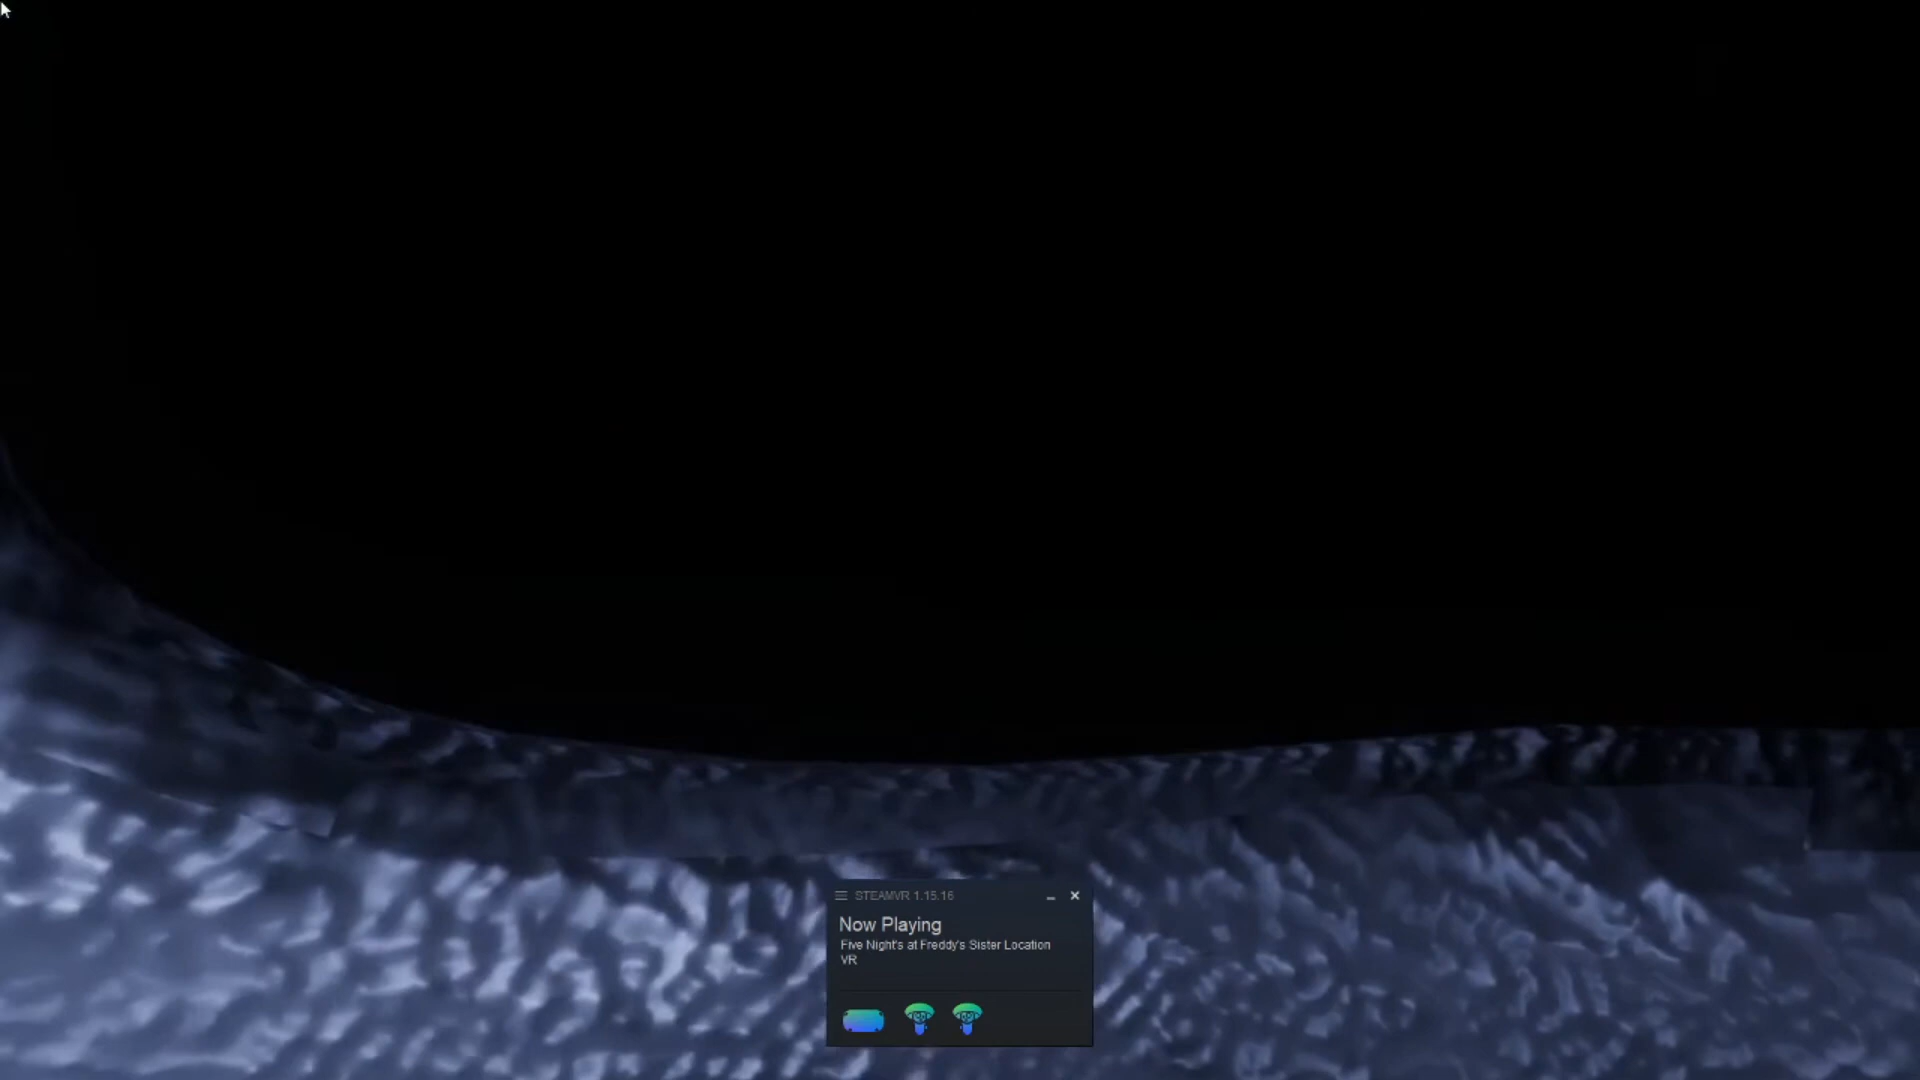 STEAMVR 1.15.16
Now Playing
Five Night's at Freddy's Sister Location
VR